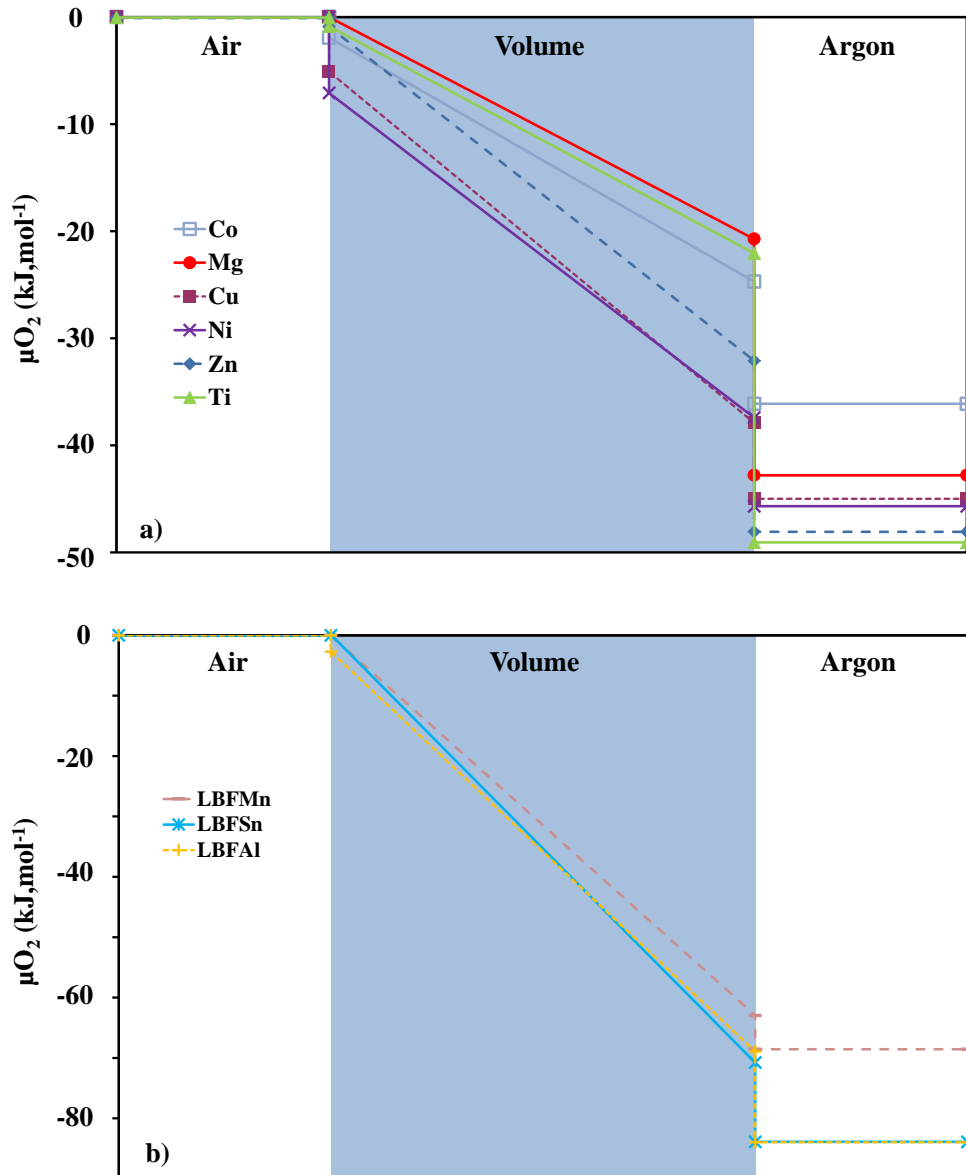 0
Air Volume Argon
-10
-20
-30
-40
-50
µO₂ (kJ,mol⁻¹)
Co
Mg
Cu
Ni
Zn
Ti
a)
0
Air Volume Argon
-20
-40
-60
-80
µO₂ (kJ,mol⁻¹)
LBFMn
LBFSn
LBFAl
b)